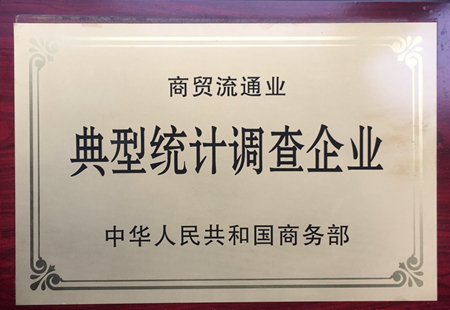 商贸流通业
典型统计调查企业
中华人民共和国商务部